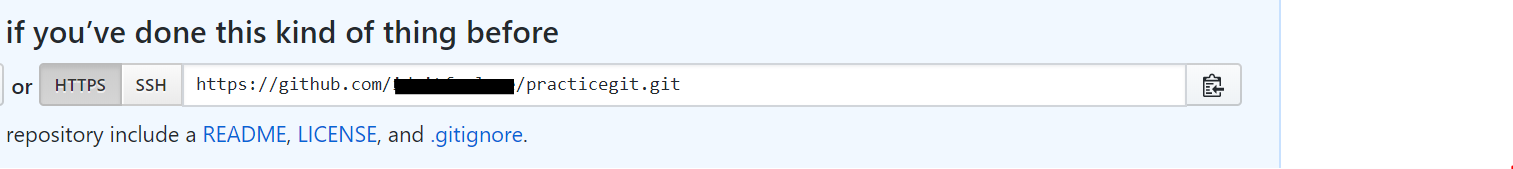 if you've done this kind of thing before
or HTTPS SSH https://github.com/ /practicegit.git
repository include a README, LICENSE, and .gitignore.